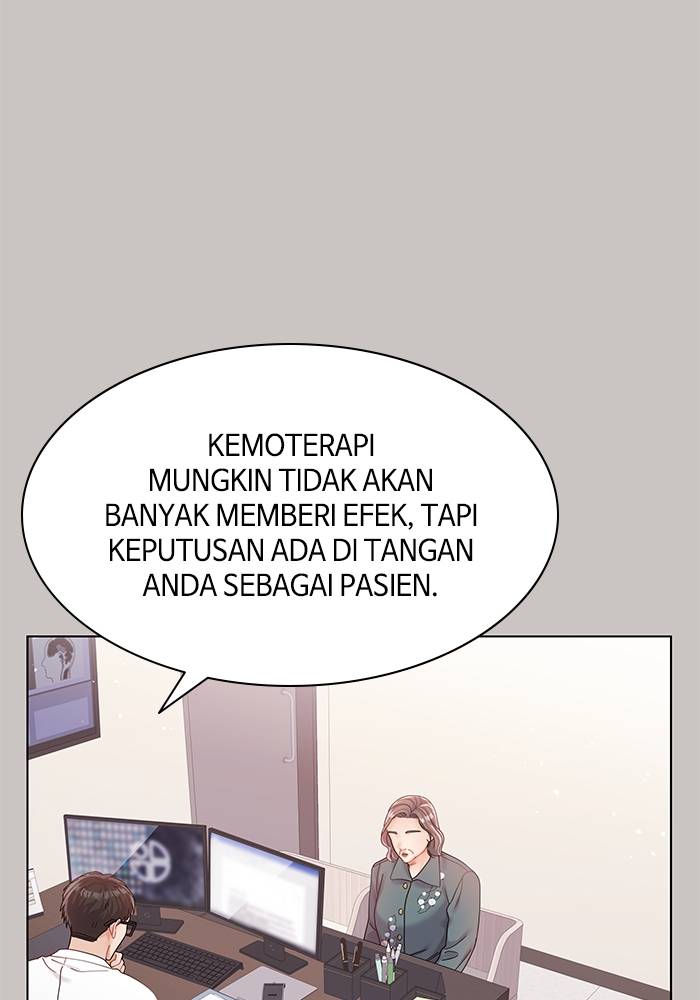 KEMOTERAPI
MUNGKIN TIDAK AKAN
BANYAK MEMBERI EFEK, TAPI
KEPUTUSAN ADA DI TANGAN
ANDA SEBAGAI PASIEN.